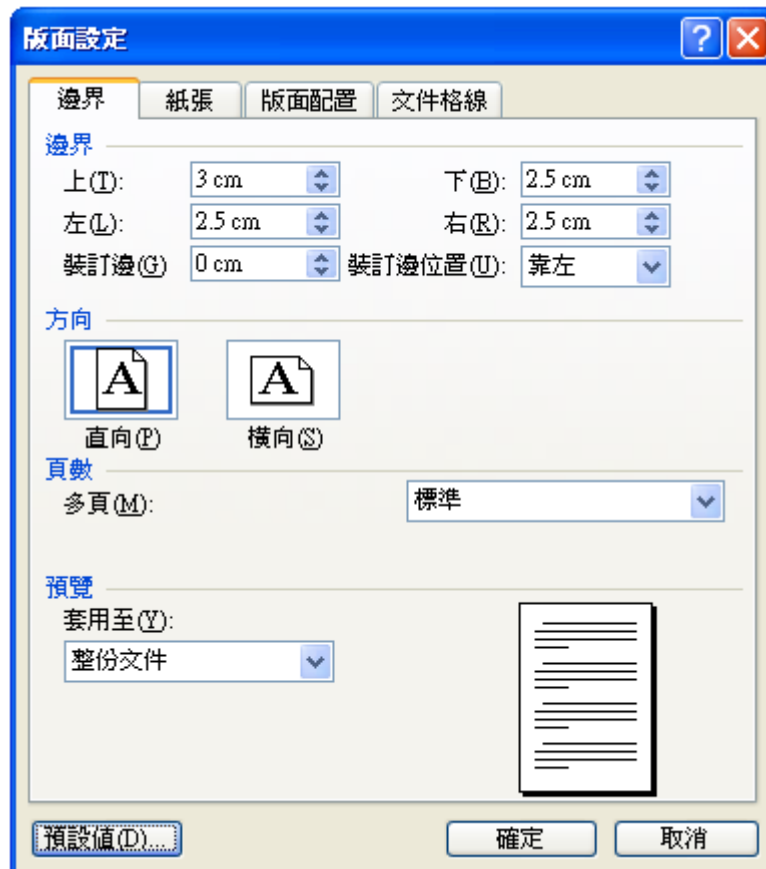 版面設定
邊界 紙張 版面配置 文件格線
邊界
上(T): 3 cm 下(B): 2.5 cm
左(L): 2.5 cm 右(R): 2.5 cm
裝訂邊(G) 0 cm 裝訂邊位置(U): 靠左
方向
A A
直向(P) 橫向(S)
頁數
多頁(M): 標準
預覽
套用至(Y):
整份文件
預設值(D)... 確定 取消